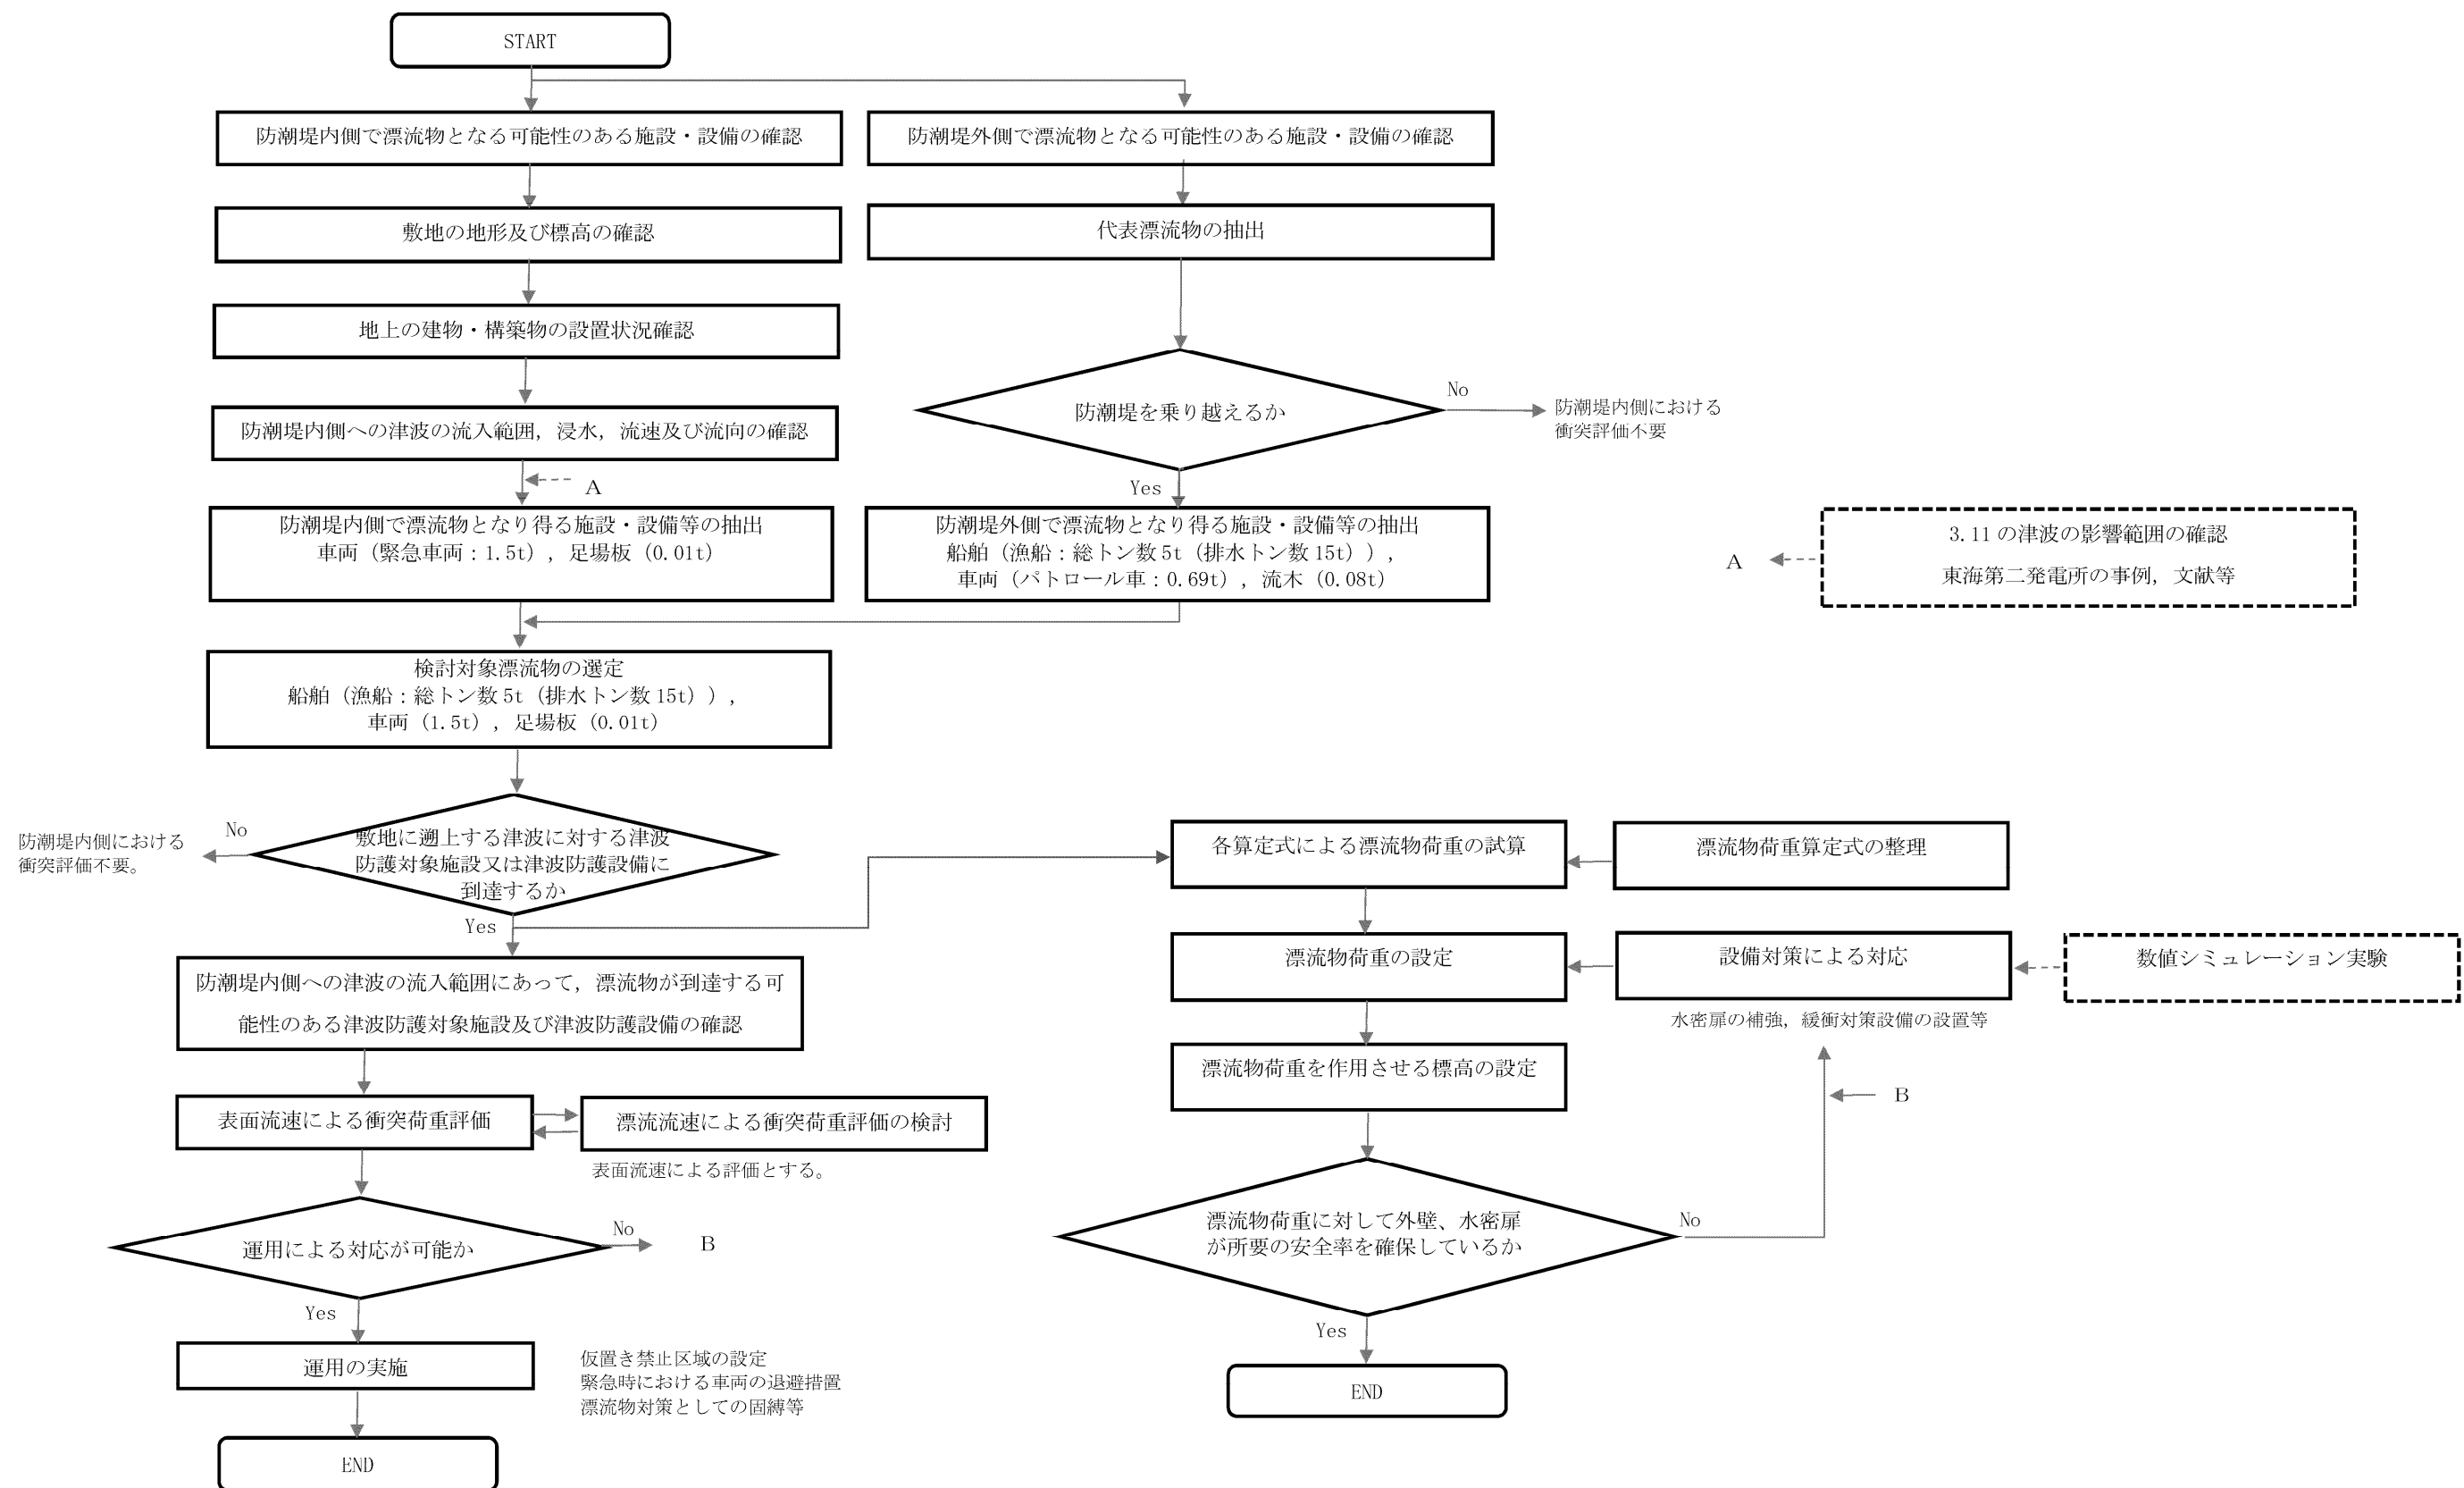 START
防潮堤内側で漂流物となる可能性のある施設・設備の確認
防潮堤外側で漂流物となる可能性のある施設・設備の確認
敷地の地形及び標高の確認
代表漂流物の抽出
地上の建物・構築物の設置状況確認
防潮堤を乗り越えるか
No
防潮堤内側における
衝突評価不要
Yes
防潮堤内側への津波の流入範囲，浸水，流速及び流向の確認
A
防潮堤内側で漂流物となり得る施設・設備等の抽出
車両（緊急車両：1.5t），足場板（0.01t）
防潮堤外側で漂流物となり得る施設・設備等の抽出
船舶（漁船：総トン数5t（排水トン数15t）），
車両（パトロール車：0.69t），流木（0.08t）
A
3.11の津波の影響範囲の確認
東海第二発電所の事例，文献等
検討対象漂流物の選定
船舶（漁船：総トン数5t（排水トン数15t）），
車両（1.5t），足場板（0.01t）
敷地に遡上する津波に対する津波
防護対象施設又は津波防護設備に
到達するか
No
防潮堤内側における
衝突評価不要。
Yes
各算定式による漂流物荷重の試算
漂流物荷重算定式の整理
漂流物荷重の設定
設備対策による対応
数値シミュレーション実験
水密扉の補強，緩衝対策設備の設置等
防潮堤内側への津波の流入範囲にあって，漂流物が到達する可
能性のある津波防護対象施設及び津波防護設備の確認
漂流物荷重を作用させる標高の設定
B
表面流速による衝突荷重評価
漂流流速による衝突荷重評価の検討
表面流速による評価とする。
運用による対応が可能か
No
B
Yes
漂流物荷重に対して外壁、水密扉
が所要の安全率を確保しているか
No
Yes
運用の実施
仮置き禁止区域の設定
緊急時における車両の退避措置
漂流物対策としての固縛等
END
END